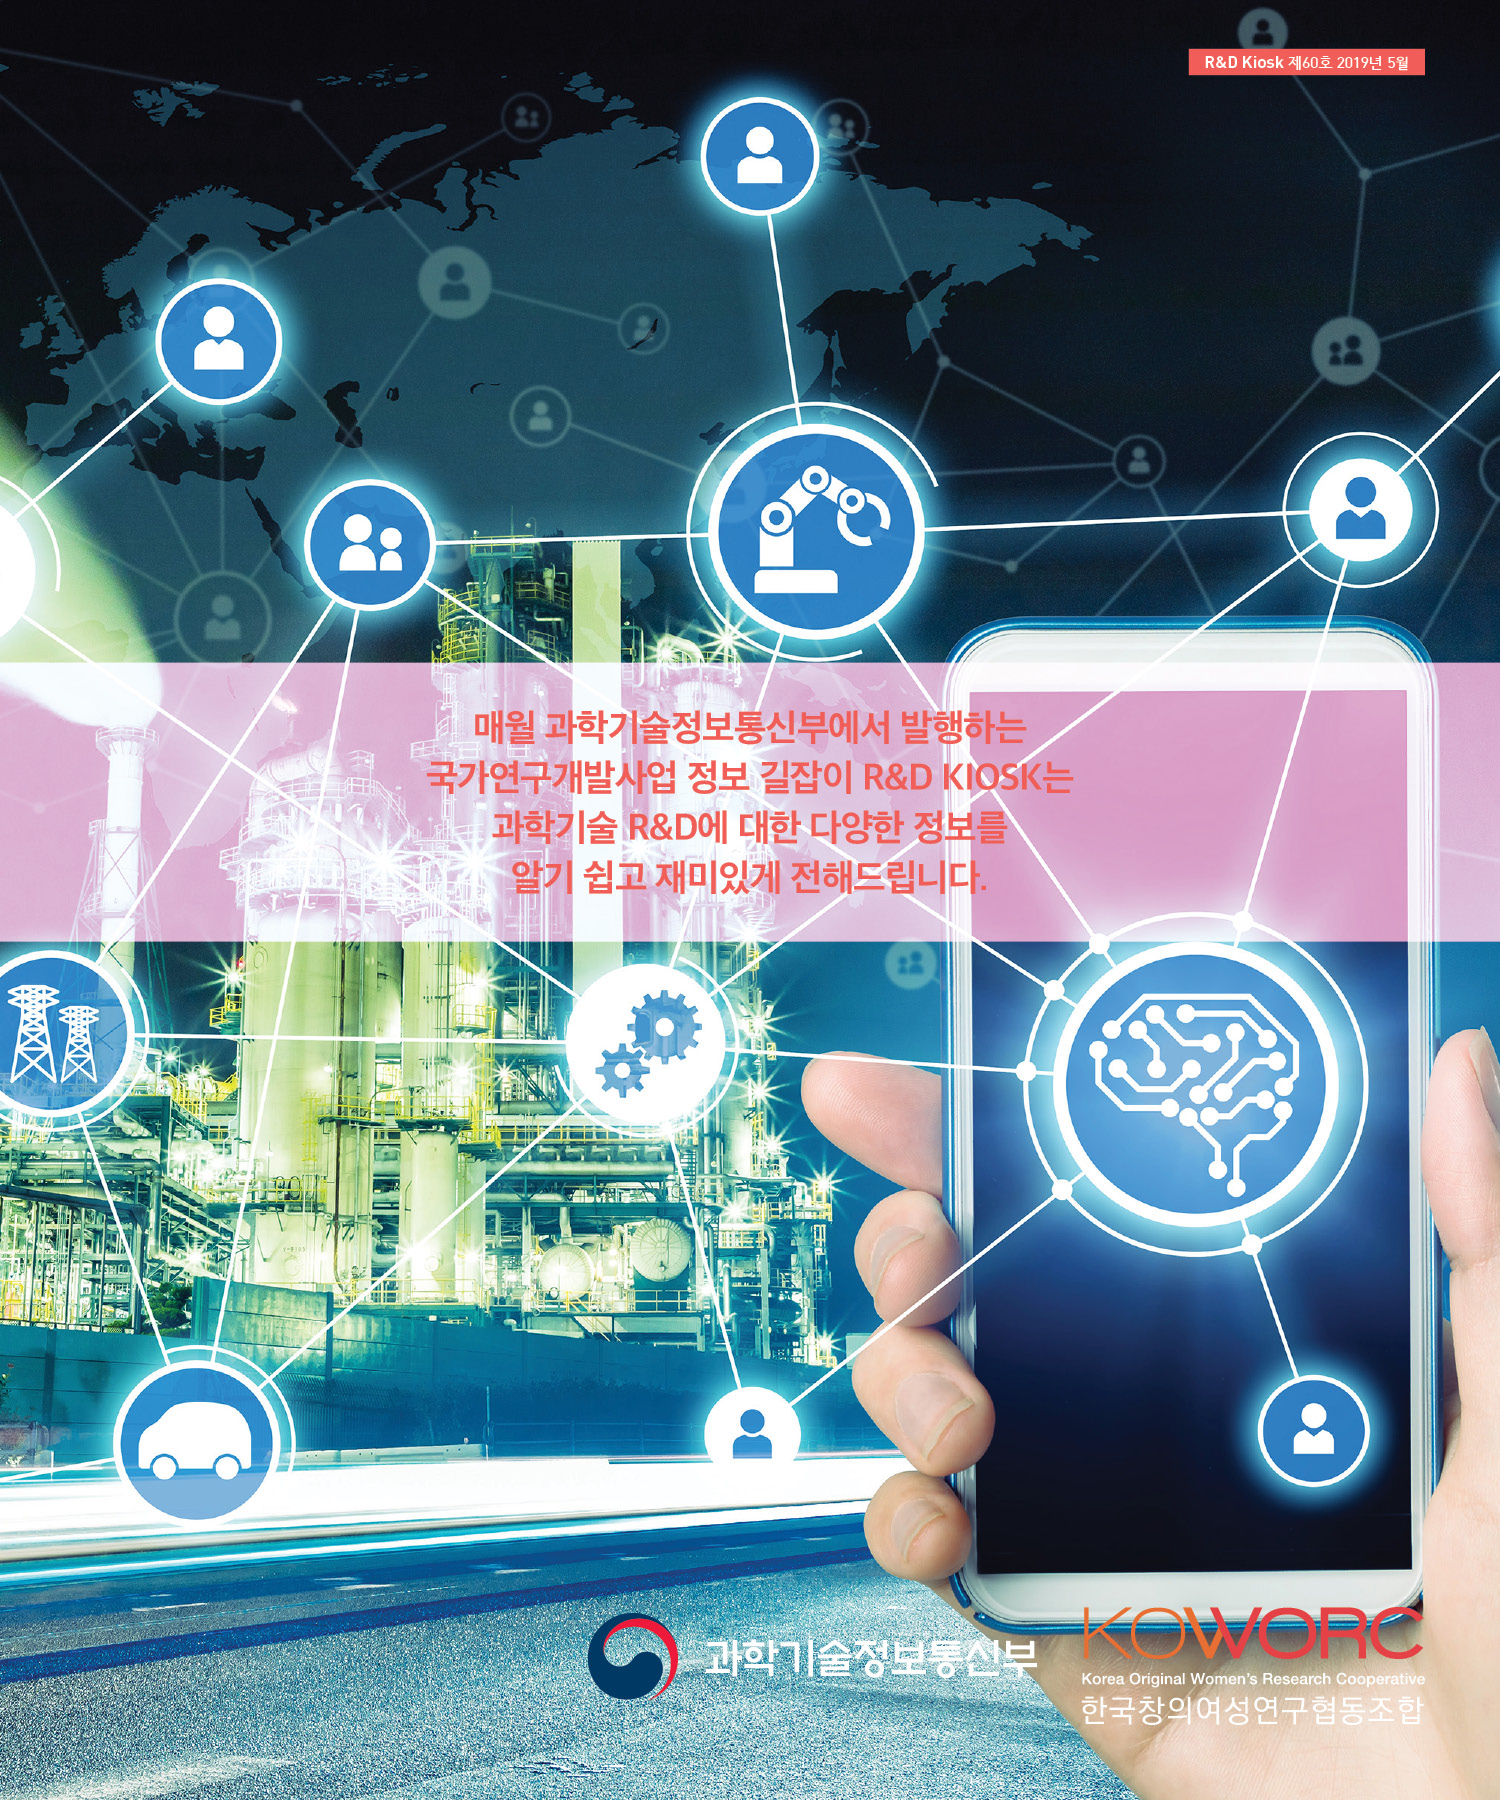 R&D Kiosk 제60호 2019년 5월
매월 과학기술정보통신부에서 발행하는
국가연구개발사업 정보 길잡이 R&D KIOSK는
과학기술 R&D에 대한 다양한 정보를
알기 쉽고 재미있게 전해드립니다.
과학기술정보통신부
KOWORC
Korea Original Women's Research Cooperative
한국창의여성연구협동조합